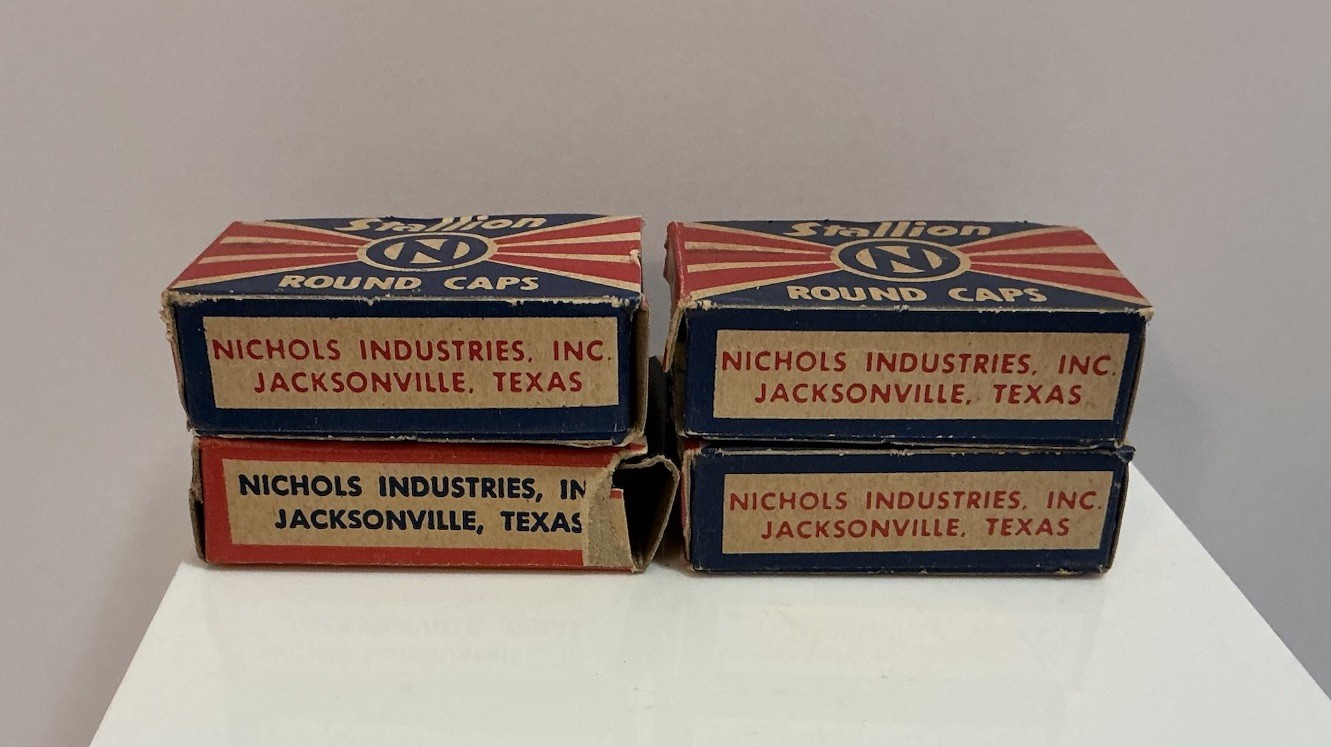 Stallion
N
ROUND CAPS
NICHOLS INDUSTRIES, INC.
JACKSONVILLE, TEXAS
Stallion
N
ROUND CAPS
NICHOLS INDUSTRIES, INC.
JACKSONVILLE, TEXAS
NICHOLS INDUSTRIES, IN
JACKSONVILLE, TEXAS
NICHOLS INDUSTRIES, INC.
JACKSONVILLE, TEXAS